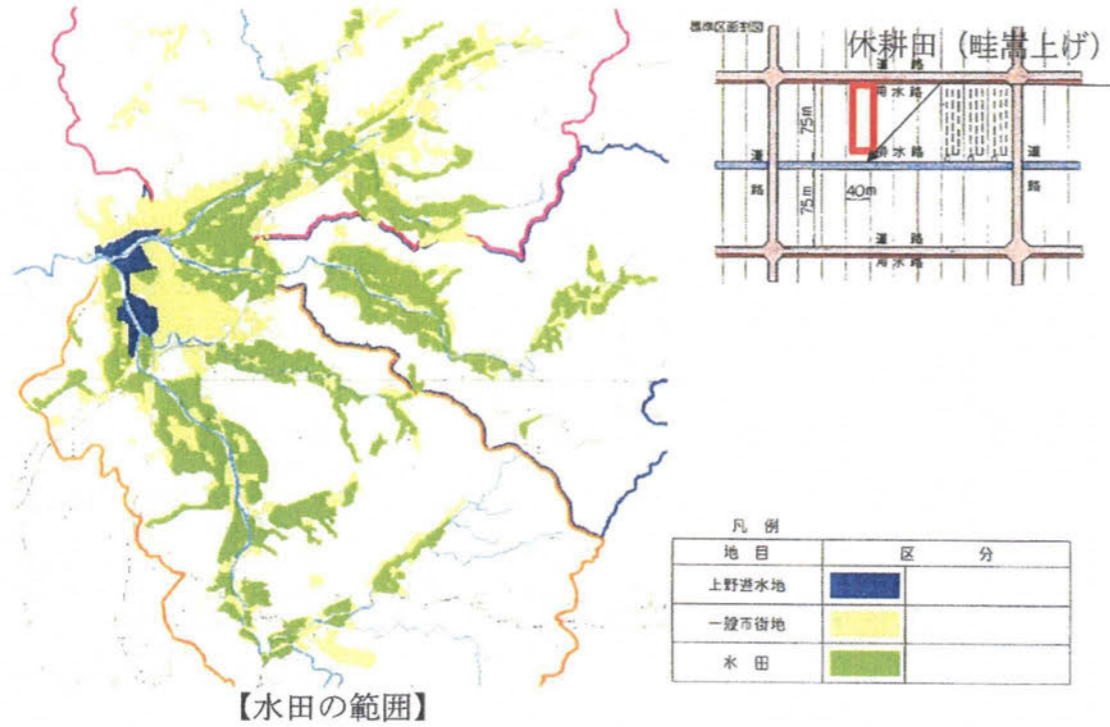 基準区画割図
休耕田（畦嵩上げ）
道路
用水路
75m
排水路
道路
道路
75m
40m
道路
用水路
凡例
地目
区分
上野遊水地
一般市街地
水田
【水田の範囲】